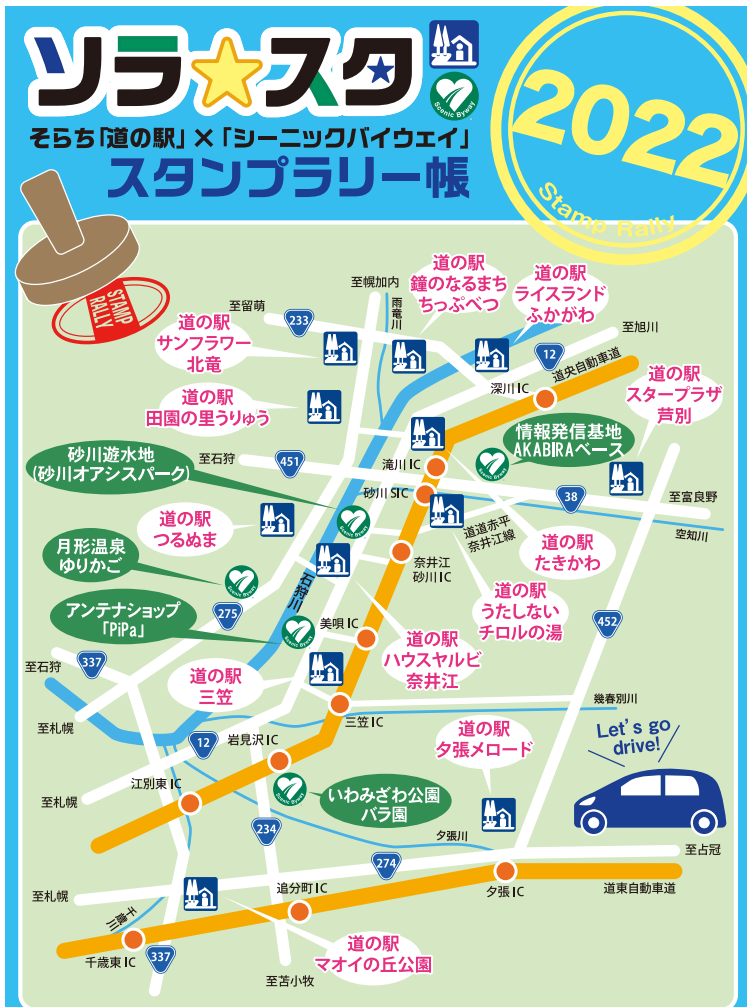 ソラ☆スタ
Scenic Byway
そらち「道の駅」×「シーニックバイウェイ」
スタンプラリー帳
2022
Stamp Rally
STAMP
RALLY
至幌加内
雨竜川
道の駅
鐘のなるまち
ちっぷべつ
道の駅
ライスランド
ふかがわ
至留萌
233
至旭川
12
道央自動車道
道の駅
サンフラワー
北竜
深川IC
道の駅
スタープラザ
芦別
道の駅
田園の里うりゅう
情報発信基地
AKABIRAベース
Scenic Byway
砂川遊水地
(砂川オアシスパーク)
至石狩
451
滝川IC
砂川SIC
38
至富良野
空知川
道の駅
つるぬま
Scenic Byway
道道赤平
奈井江線
道の駅
たきかわ
月形温泉
ゆりかご
Scenic Byway
奈井江
砂川IC
石狩川
道の駅
うたしない
チロルの湯
アンテナショップ
「PiPa」
275
Scenic Byway
美唄IC
452
道の駅
ハウスヤルビ
奈井江
至石狩
337
道の駅
三笠
幾春別川
至札幌
三笠IC
12
岩見沢IC
道の駅
夕張メロード
Let's go
drive!
江別東IC
至札幌
Scenic Byway
いわみざわ公園
バラ園
234
夕張川
274
至占冠
至札幌
追分町IC
夕張IC
道東自動車道
千歳川
千歳東IC
337
道の駅
マオイの丘公園
至苫小牧